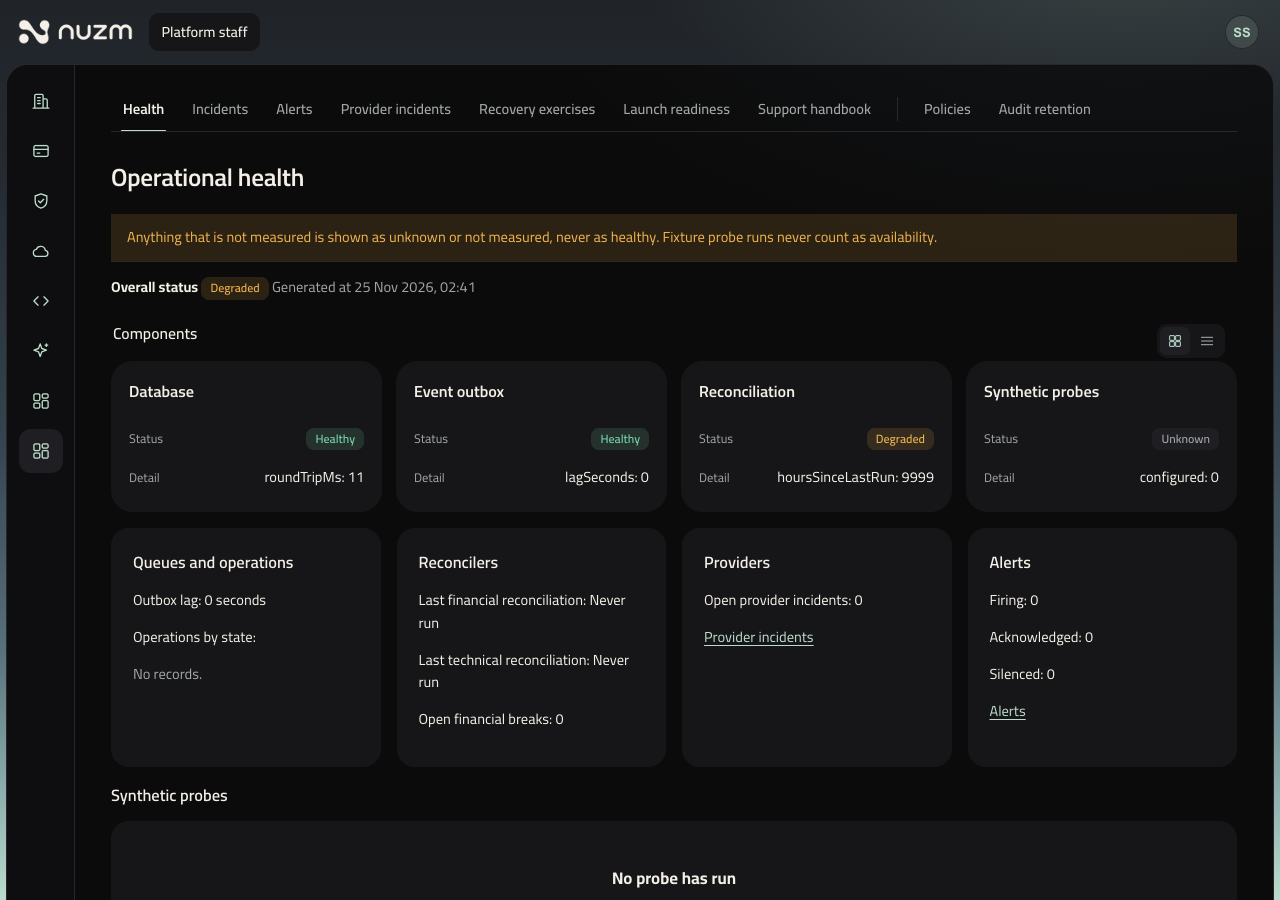 nuzm
Platform staff
SS
Health
Incidents
Alerts
Provider incidents
Recovery exercises
Launch readiness
Support handbook
Policies
Audit retention
Operational health
Anything that is not measured is shown as unknown or not measured, never as healthy. Fixture probe runs never count as availability.
Overall status Degraded Generated at 25 Nov 2026, 02:41
Components
Database
Status Healthy
Detail roundTripMs: 11
Event outbox
Status Healthy
Detail lagSeconds: 0
Reconciliation
Status Degraded
Detail hoursSinceLastRun: 9999
Synthetic probes
Status Unknown
Detail configured: 0
Queues and operations
Outbox lag: 0 seconds
Operations by state:
No records.
Reconcilers
Last financial reconciliation: Never
run
Last technical reconciliation: Never
run
Open financial breaks: 0
Providers
Open provider incidents: 0
Provider incidents
Alerts
Firing: 0
Acknowledged: 0
Silenced: 0
Alerts
Synthetic probes
No probe has run